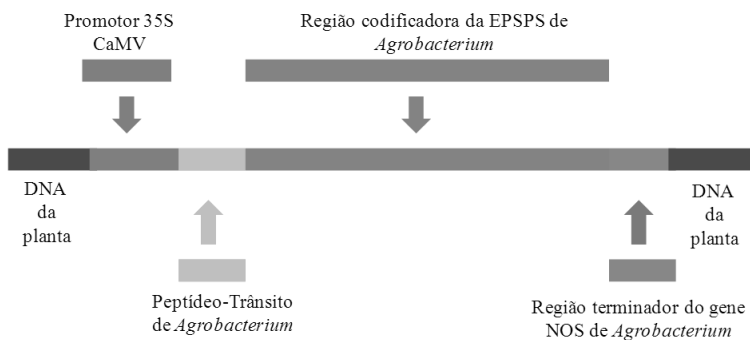 Promotor 35S
CaMV
Região codificadora da EPSPS de
Agrobacterium
DNA
da
planta
DNA
da
planta
Peptídeo-Trânsito
de Agrobacterium
Região terminador do gene
NOS de Agrobacterium